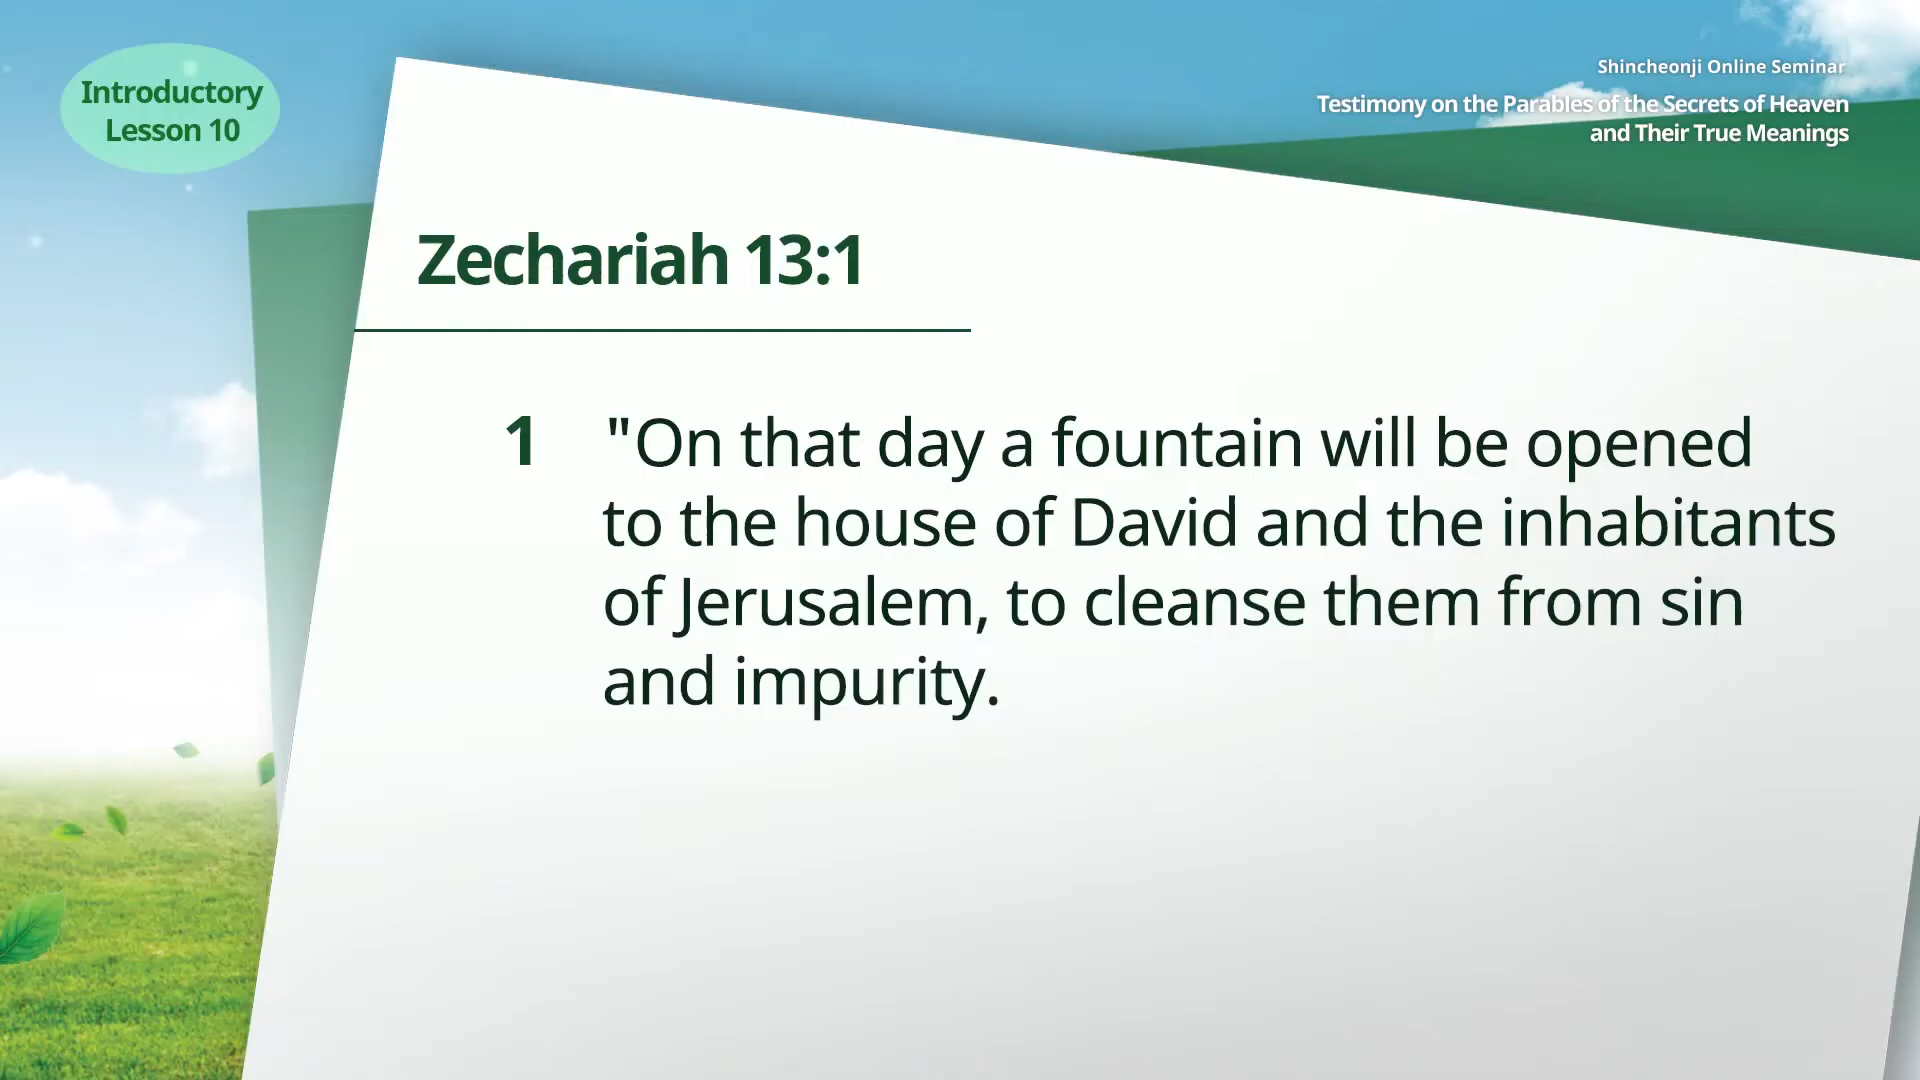 Introductory
Lesson 10
Shincheonji Online Seminar
Testimony on the Parables of the Secrets of Heaven
and Their True Meanings
Zechariah 13:1
1 "On that day a fountain will be opened
to the house of David and the inhabitants
of Jerusalem, to cleanse them from sin
and impurity.